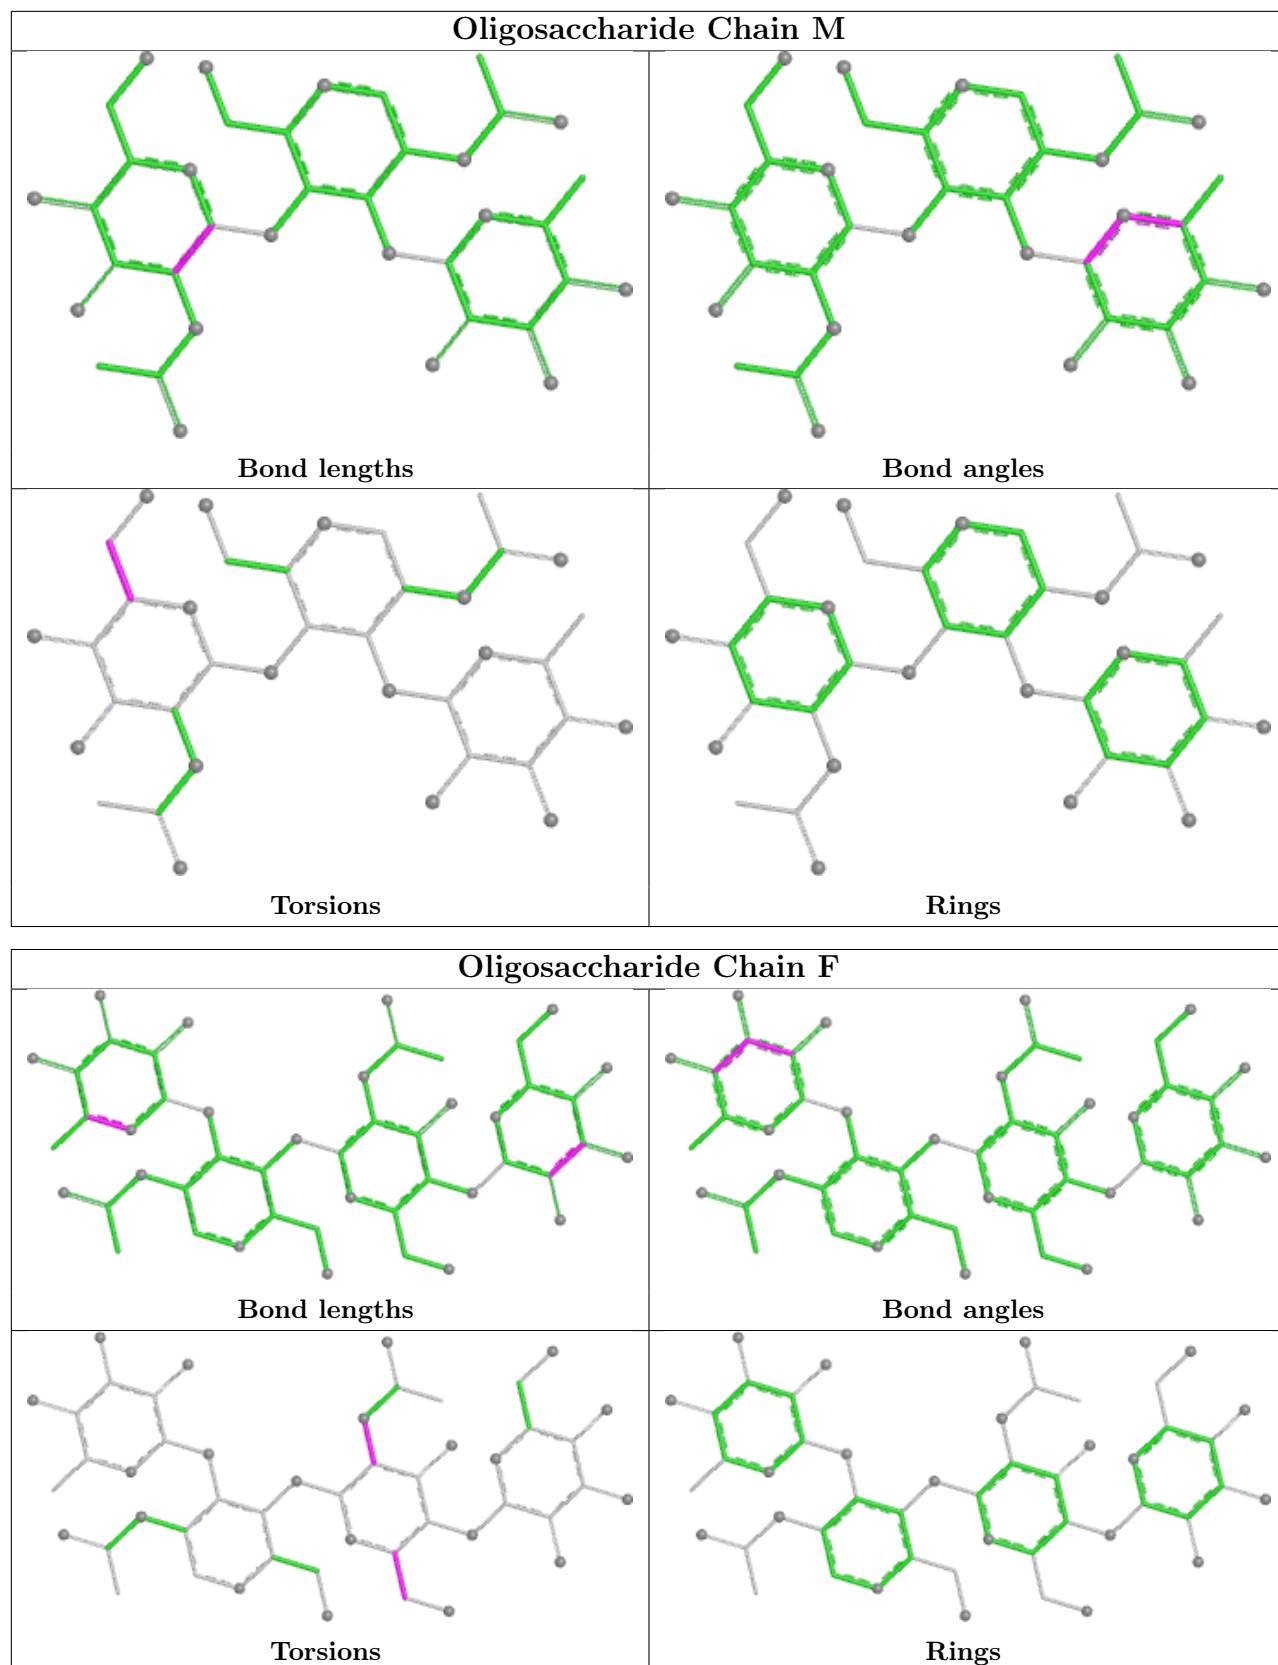 Oligosaccharide Chain M
Bond lengths
Bond angles
Torsions
Rings
Oligosaccharide Chain F
Bond lengths
Bond angles
Torsions
Rings